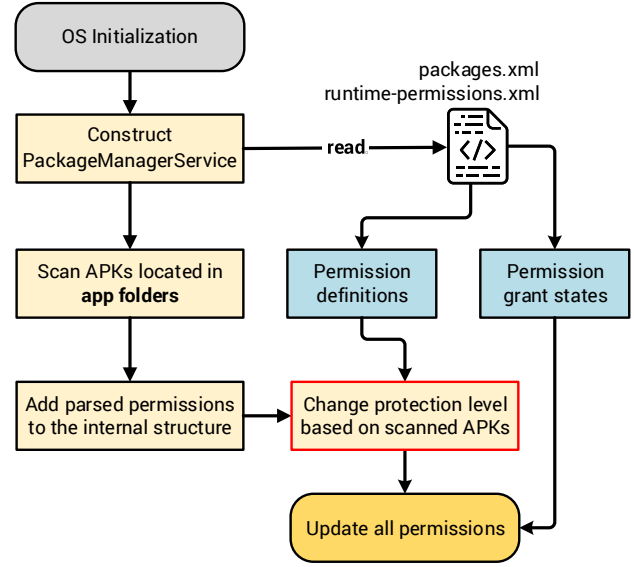 OS Initialization
packages.xml
runtime-permissions.xml
Construct
PackageManagerService
read
</>
Scan APKs located in
app folders
Permission
definitions
Permission
grant states
Add parsed permissions
to the internal structure
Change protection level
based on scanned APKs
Update all permissions